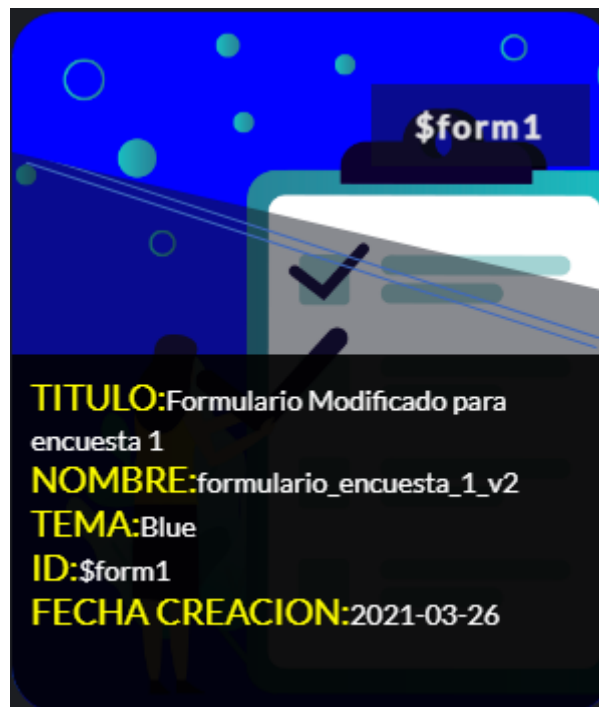 $form1
TITULO:Formulario Modificado para
encuesta 1
NOMBRE:formulario_encuesta_1_v2
TEMA:Blue
ID:$form1
FECHA CREACION:2021-03-26